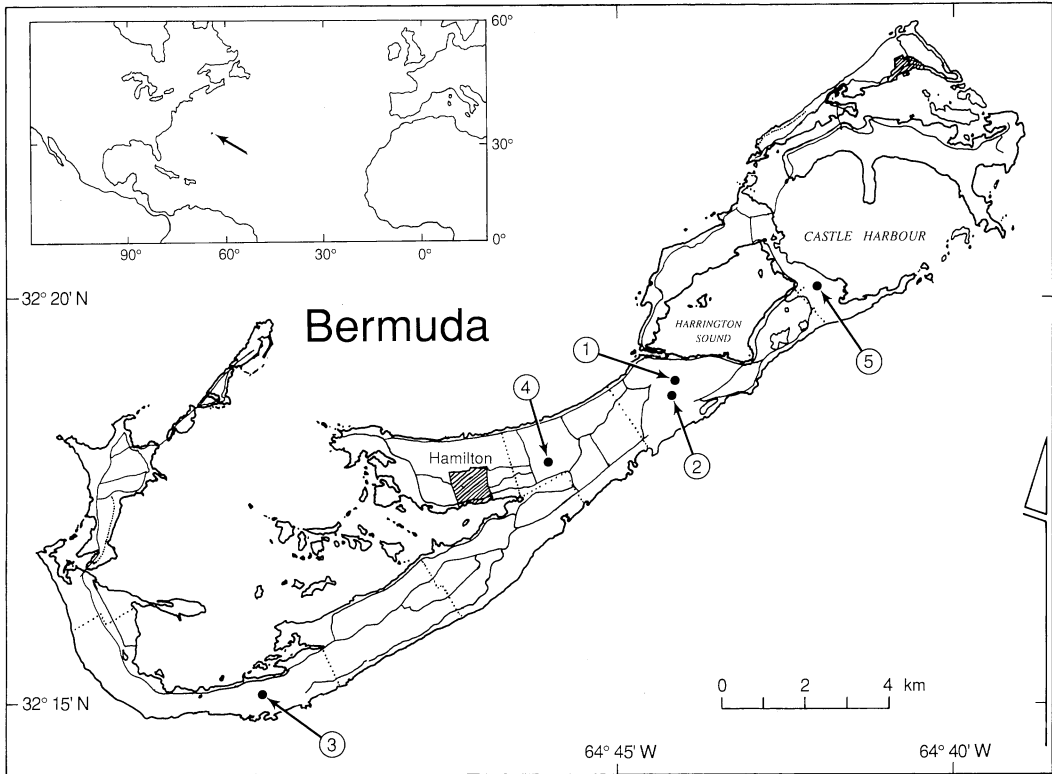 60°
30°
0°
90°
60°
30°
0°
CASTLE HARBOUR
32° 20' N
Bermuda
HARRINGTON
SOUND
1
5
4
2
Hamilton
0
2
4 km
32° 15' N
3
64° 45' W
64° 40' W